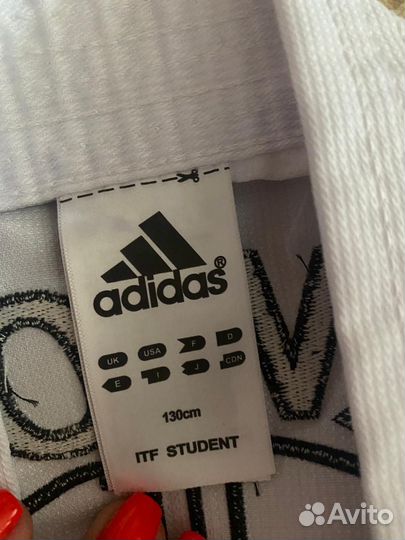 adidas®
UK USA F D
E I J CDN
130cm
ITF STUDENT
Avito